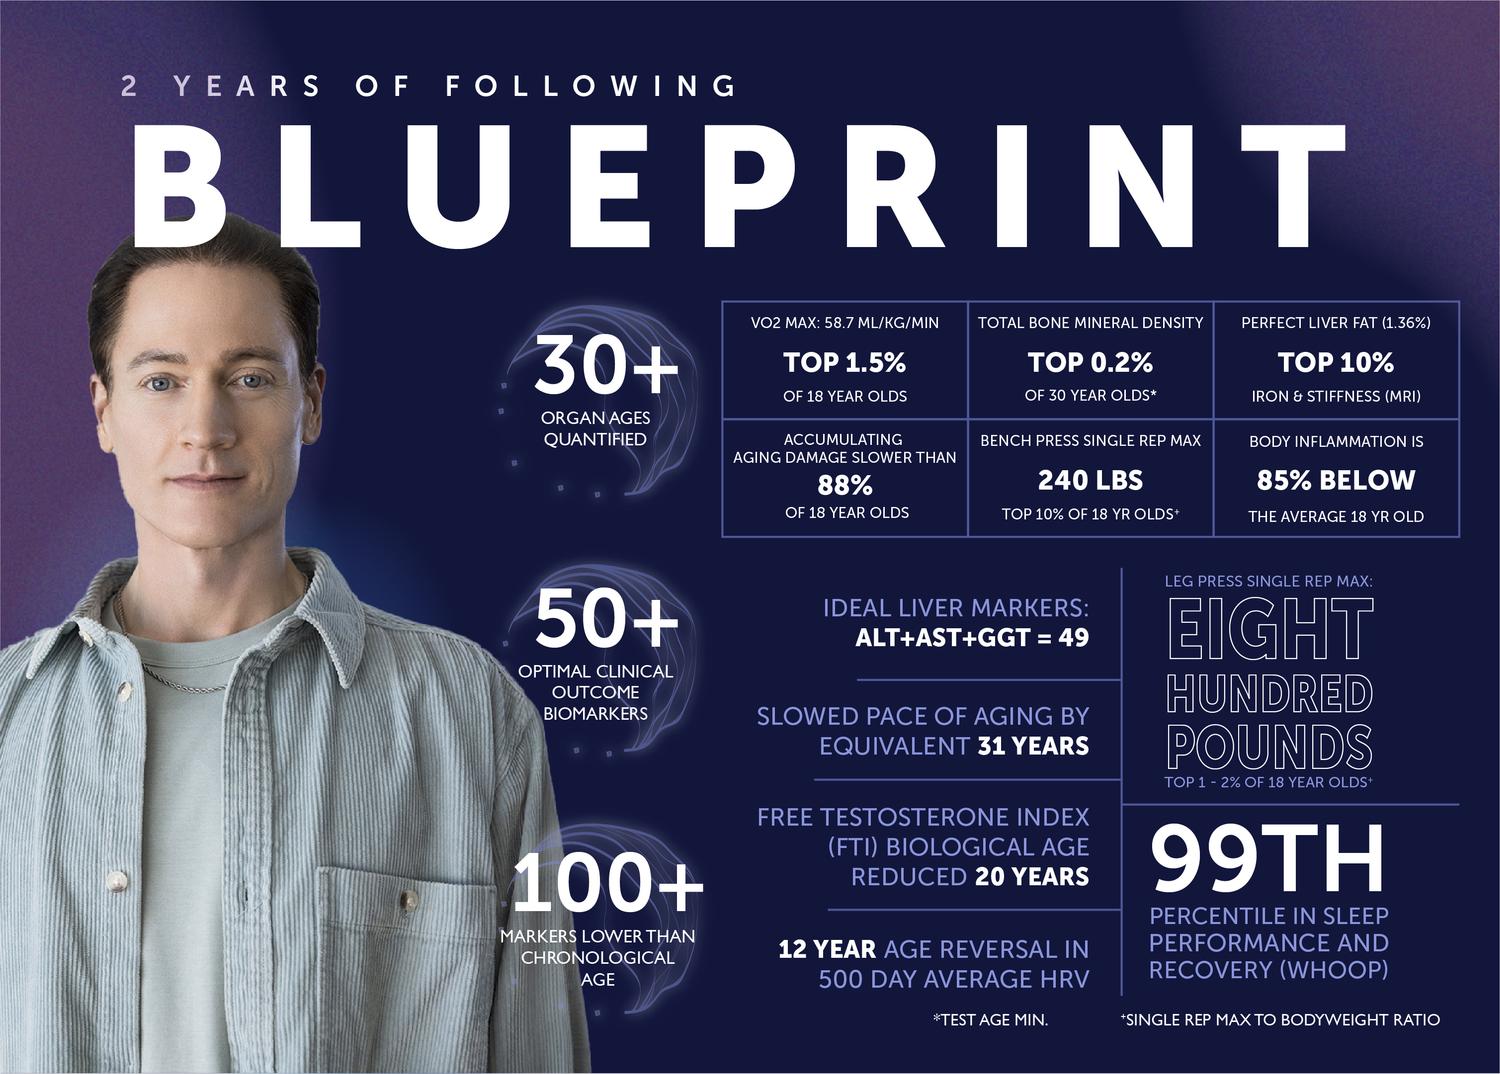 2 YEARS OF FOLLOWING
BLUEPRINT
30+
ORGAN AGES
QUANTIFIED
50+
OPTIMAL CLINICAL
OUTCOME
BIOMARKERS
100+
MARKERS LOWER THAN
CHRONOLOGICAL
AGE
VO2 MAX: 58.7 ML/KG/MIN
TOP 1.5%
OF 18 YEAR OLDS
TOTAL BONE MINERAL DENSITY
TOP 0.2%
OF 30 YEAR OLDS*
PERFECT LIVER FAT (1.36%)
TOP 10%
IRON & STIFFNESS (MRI)
ACCUMULATING
AGING DAMAGE SLOWER THAN
88%
OF 18 YEAR OLDS
BENCH PRESS SINGLE REP MAX
240 LBS
TOP 10% OF 18 YR OLDS⁺
BODY INFLAMMATION IS
85% BELOW
THE AVERAGE 18 YR OLD
IDEAL LIVER MARKERS:
ALT+AST+GGT = 49
SLOWED PACE OF AGING BY
EQUIVALENT 31 YEARS
FREE TESTOSTERONE INDEX
(FTI) BIOLOGICAL AGE
REDUCED 20 YEARS
12 YEAR AGE REVERSAL IN
500 DAY AVERAGE HRV
LEG PRESS SINGLE REP MAX:
EIGHT
HUNDRED
POUNDS
TOP 1 - 2% OF 18 YEAR OLDS⁺
99TH
PERCENTILE IN SLEEP
PERFORMANCE AND
RECOVERY (WHOOP)
*TEST AGE MIN.
⁺SINGLE REP MAX TO BODYWEIGHT RATIO